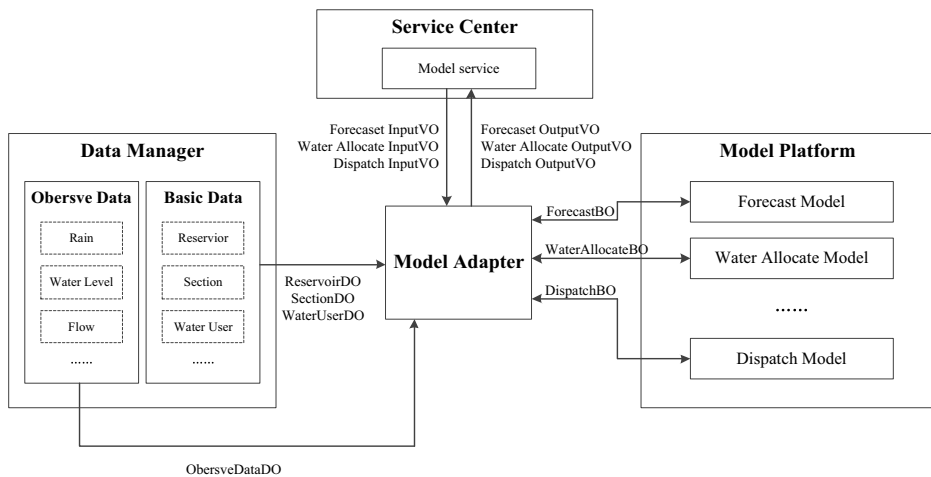 Service Center
Model service
Forecaset InputVO
Water Allocate InputVO
Dispatch InputVO
Forecaset OutputVO
Water Allocate OutputVO
Dispatch OutputVO
Data Manager
Obersve Data
Rain
Water Level
Flow
......
Basic Data
Reservior
Section
Water User
......
ReservoirDO
SectionDO
WaterUserDO
ObersveDataDO
Model Adapter
ForecastBO
WaterAllocateBO
DispatchBO
Model Platform
Forecast Model
Water Allocate Model
......
Dispatch Model